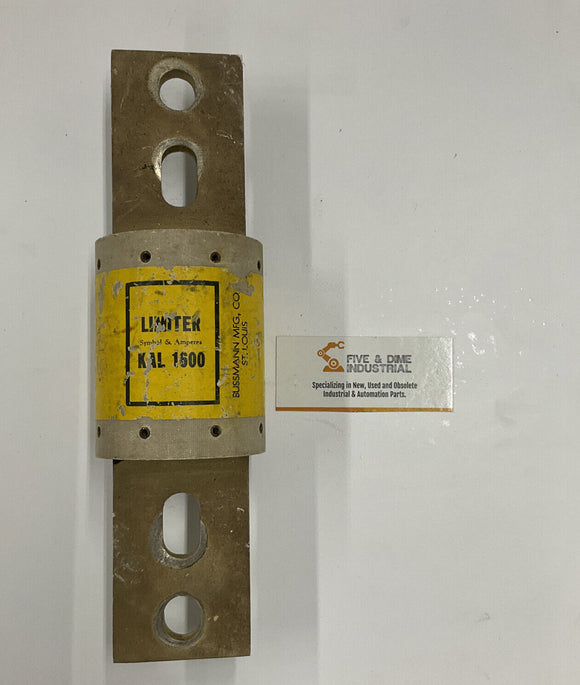 LIMITER
Symbol & Amperes
KAL 1600
BUSSMANN MFG, CO
ST. LOUIS
FIVE & DIME
INDUSTRIAL
Specializing in New, Used and Obsolete
Industrial & Automation Parts.